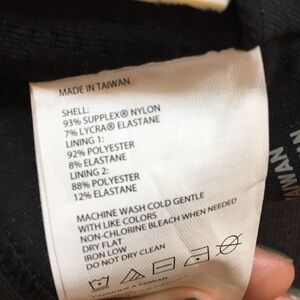 MADE IN TAIWAN
SHELL:
93% SUPPLEX® NYLON
7% LYCRA® ELASTANE
LINING 1:
92% POLYESTER
8% ELASTANE
LINING 2:
88% POLYESTER
12% ELASTANE
MACHINE WASH COLD GENTLE
WITH LIKE COLORS
NON-CHLORINE BLEACH WHEN NEEDED
DRY FLAT
IRON LOW
DO NOT DRY CLEAN
FABRIQUÉ À TAIWAN